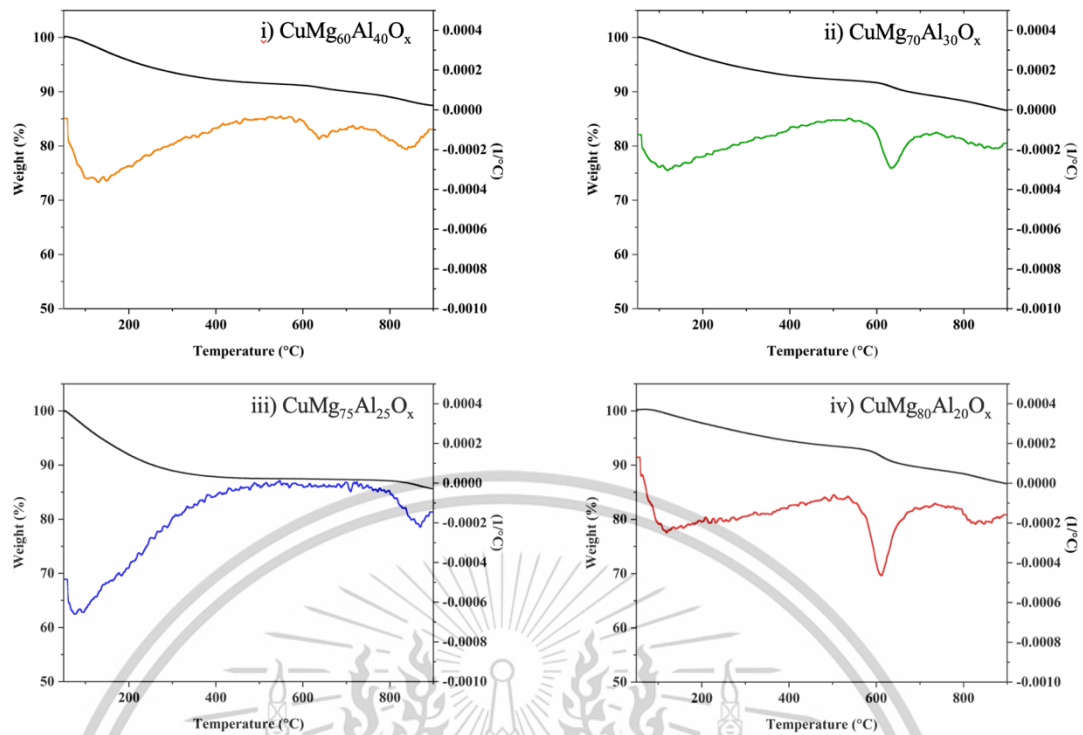 i) CuMg₆₀Al₄₀Oₓ
Weight (%)
100
90
80
70
60
50
0.0004
0.0002
0.0000
-0.0002
-0.0004
-0.0006
-0.0008
-0.0010
(1/°C)
200 400 600 800
Temperature (°C)
ii) CuMg₇₀Al₃₀Oₓ
Weight (%)
100
90
80
70
60
50
0.0004
0.0002
0.0000
-0.0002
-0.0004
-0.0006
-0.0008
-0.0010
(1/°C)
200 400 600 800
Temperature (°C)
iii) CuMg₇₅Al₂₅Oₓ
Weight (%)
100
90
80
70
60
50
0.0004
0.0002
0.0000
-0.0002
-0.0004
-0.0006
-0.0008
-0.0010
(1/°C)
200 400 600 800
Temperature (°C)
iv) CuMg₈₀Al₂₀Oₓ
Weight (%)
100
90
80
70
60
50
0.0004
0.0002
0.0000
-0.0002
-0.0004
-0.0006
-0.0008
-0.0010
(1/°C)
200 400 600 800
Temperature (°C)